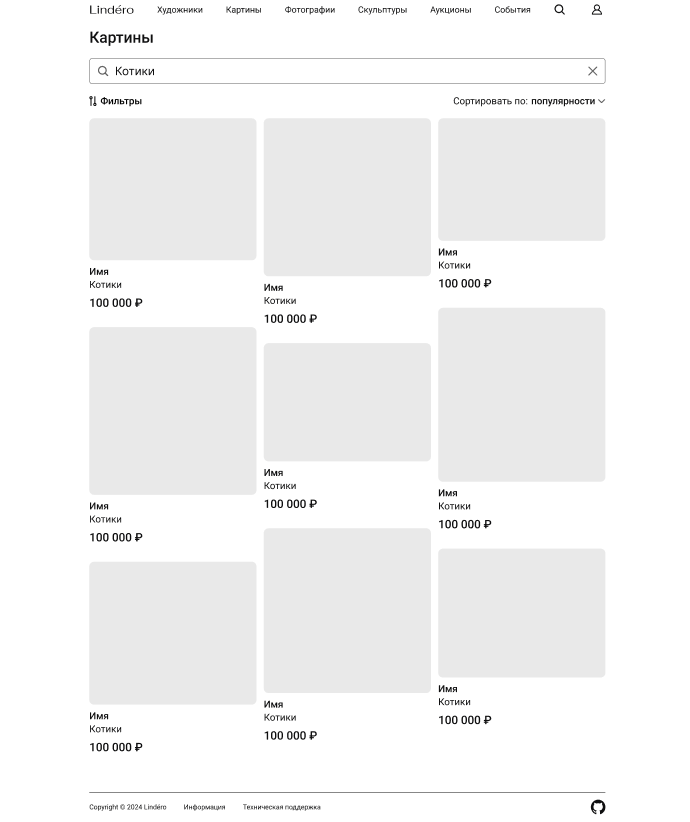 Lindéro Художники Картины Фотографии Скульптуры Аукционы События
Картины
Котики
Фильтры Сортировать по: популярности
Имя
Котики
100 000 ₽
Имя
Котики
100 000 ₽
Имя
Котики
100 000 ₽
Имя
Котики
100 000 ₽
Имя
Котики
100 000 ₽
Имя
Котики
100 000 ₽
Имя
Котики
100 000 ₽
Имя
Котики
100 000 ₽
Имя
Котики
100 000 ₽
Copyright © 2024 Lindéro Информация Техническая поддержка